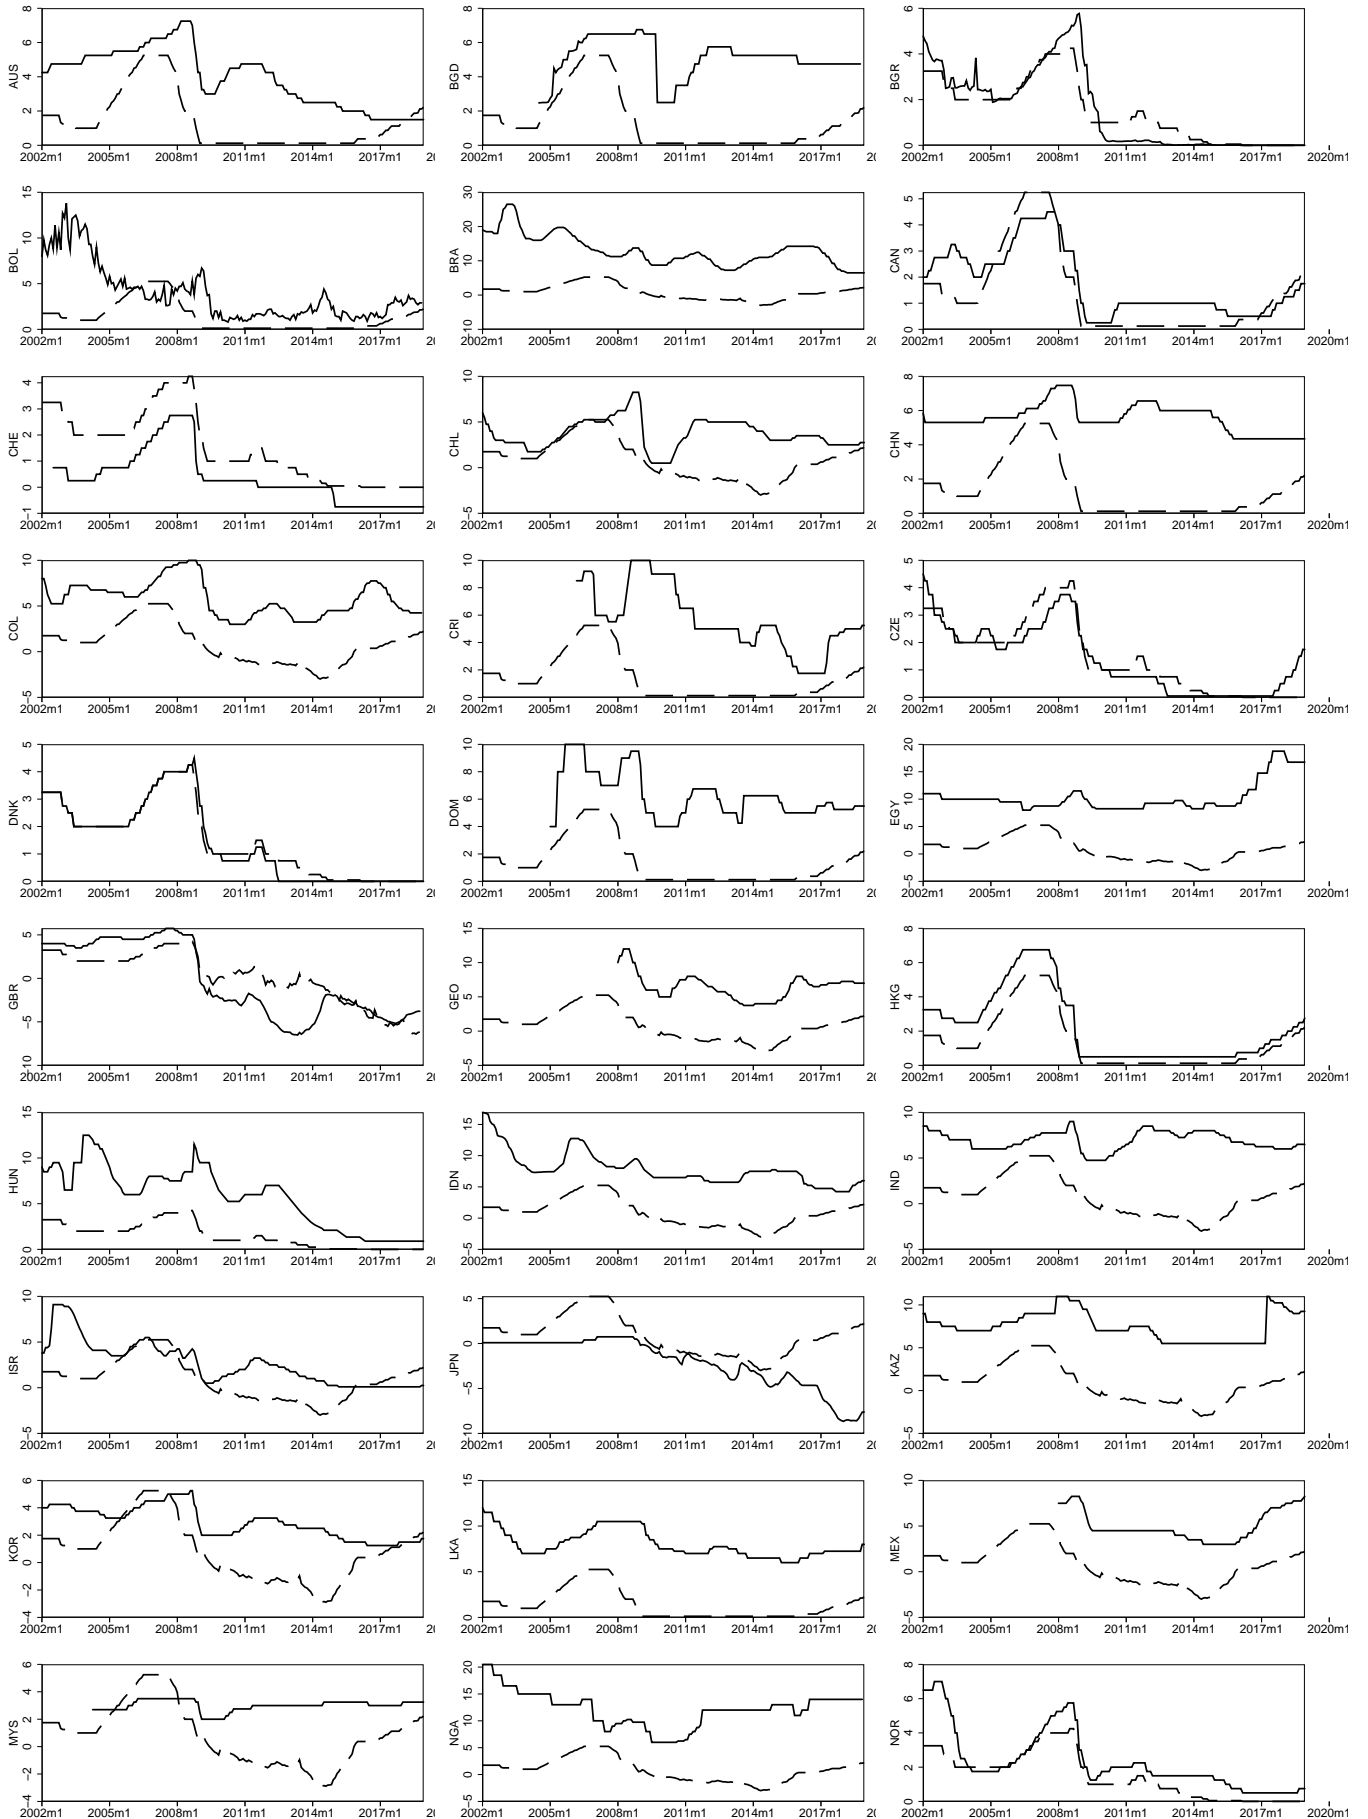 AUS
0 2 4 6 8
2002m1 2005m1 2008m1 2011m1 2014m1 2017m1
BGD
0 2 4 6 8
2002m1 2005m1 2008m1 2011m1 2014m1 2017m1
BGR
0 2 4 6
2002m1 2005m1 2008m1 2011m1 2014m1 2017m1 2020m1
BOL
0 5 10 15
2002m1 2005m1 2008m1 2011m1 2014m1 2017m1
BRA
−10 0 10 20 30
2002m1 2005m1 2008m1 2011m1 2014m1 2017m1
CAN
0 1 2 3 4 5
2002m1 2005m1 2008m1 2011m1 2014m1 2017m1 2020m1
CHE
−1 0 1 2 3 4
2002m1 2005m1 2008m1 2011m1 2014m1 2017m1
CHL
−5 0 5 10
2002m1 2005m1 2008m1 2011m1 2014m1 2017m1
CHN
0 2 4 6 8
2002m1 2005m1 2008m1 2011m1 2014m1 2017m1 2020m1
COL
−5 0 5 10
2002m1 2005m1 2008m1 2011m1 2014m1 2017m1
CRI
0 2 4 6 8 10
2002m1 2005m1 2008m1 2011m1 2014m1 2017m1
CZE
0 1 2 3 4 5
2002m1 2005m1 2008m1 2011m1 2014m1 2017m1 2020m1
DNK
0 1 2 3 4 5
2002m1 2005m1 2008m1 2011m1 2014m1 2017m1
DOM
0 2 4 6 8 10
2002m1 2005m1 2008m1 2011m1 2014m1 2017m1
EGY
−5 0 5 10 15 20
2002m1 2005m1 2008m1 2011m1 2014m1 2017m1 2020m1
GBR
−10 −5 0 5
2002m1 2005m1 2008m1 2011m1 2014m1 2017m1
GEO
−5 0 5 10 15
2002m1 2005m1 2008m1 2011m1 2014m1 2017m1
HKG
0 2 4 6 8
2002m1 2005m1 2008m1 2011m1 2014m1 2017m1 2020m1
HUN
0 5 10 15
2002m1 2005m1 2008m1 2011m1 2014m1 2017m1
IDN
−5 0 5 10 15
2002m1 2005m1 2008m1 2011m1 2014m1 2017m1
IND
−5 0 5 10
2002m1 2005m1 2008m1 2011m1 2014m1 2017m1 2020m1
ISR
−5 0 5 10
2002m1 2005m1 2008m1 2011m1 2014m1 2017m1
JPN
−10 −5 0 5
2002m1 2005m1 2008m1 2011m1 2014m1 2017m1
KAZ
−5 0 5 10
2002m1 2005m1 2008m1 2011m1 2014m1 2017m1 2020m1
KOR
−4 −2 0 2 4 6
2002m1 2005m1 2008m1 2011m1 2014m1 2017m1
LKA
0 5 10 15
2002m1 2005m1 2008m1 2011m1 2014m1 2017m1
MEX
−5 0 5 10
2002m1 2005m1 2008m1 2011m1 2014m1 2017m1 2020m1
MYS
−4 −2 0 2 4 6
2002m1 2005m1 2008m1 2011m1 2014m1 2017m1
NGA
−5 0 5 10 15 20
2002m1 2005m1 2008m1 2011m1 2014m1 2017m1
NOR
0 2 4 6 8
2002m1 2005m1 2008m1 2011m1 2014m1 2017m1 2020m1